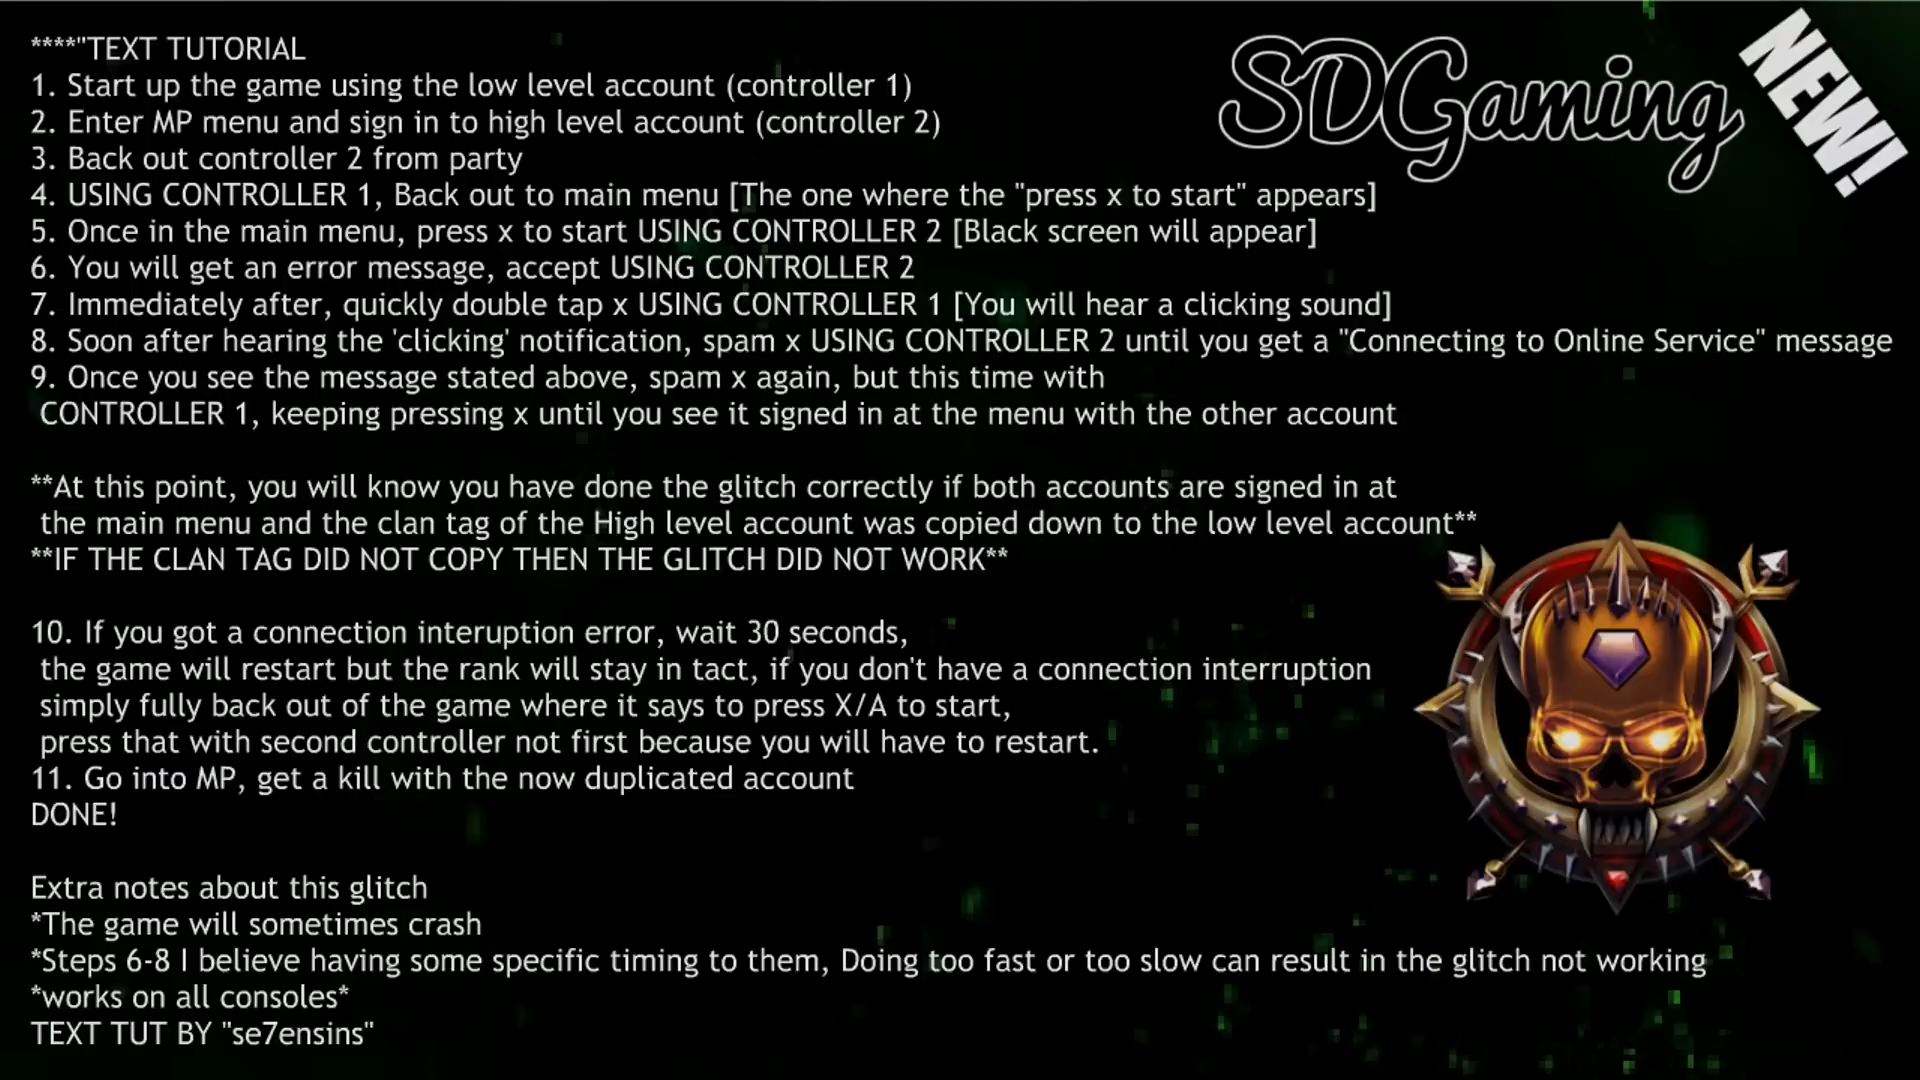 ****"TEXT TUTORIAL
1. Start up the game using the low level account (controller 1)
2. Enter MP menu and sign in to high level account (controller 2)
3. Back out controller 2 from party
4. USING CONTROLLER 1, Back out to main menu [The one where the "press x to start" appears]
5. Once in the main menu, press x to start USING CONTROLLER 2 [Black screen will appear]
6. You will get an error message, accept USING CONTROLLER 2
7. Immediately after, quickly double tap x USING CONTROLLER 1 [You will hear a clicking sound]
8. Soon after hearing the 'clicking' notification, spam x USING CONTROLLER 2 until you get a "Connecting to Online Service" message
9. Once you see the message stated above, spam x again, but this time with
CONTROLLER 1, keeping pressing x until you see it signed in at the menu with the other account
**At this point, you will know you have done the glitch correctly if both accounts are signed in at
the main menu and the clan tag of the High level account was copied down to the low level account**
**IF THE CLAN TAG DID NOT COPY THEN THE GLITCH DID NOT WORK**
10. If you got a connection interuption error, wait 30 seconds,
the game will restart but the rank will stay in tact, if you don't have a connection interruption
simply fully back out of the game where it says to press X/A to start,
press that with second controller not first because you will have to restart.
11. Go into MP, get a kill with the now duplicated account
DONE!
Extra notes about this glitch
*The game will sometimes crash
*Steps 6-8 I believe having some specific timing to them, Doing too fast or too slow can result in the glitch not working
*works on all consoles*
TEXT TUT BY "se7ensins"
SDGaming
NEW!